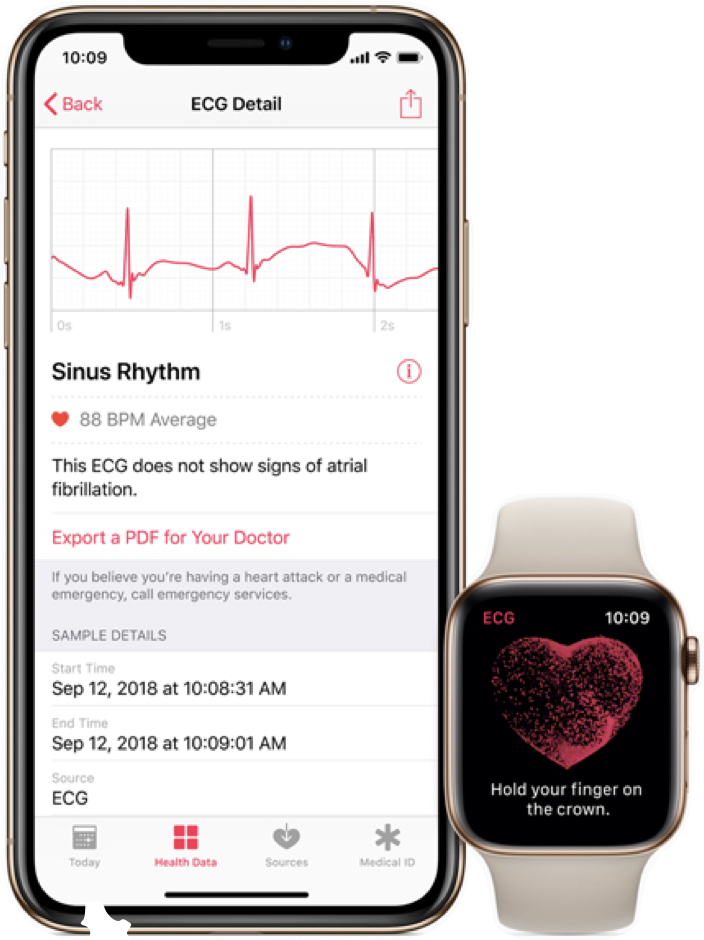 10:09
Back
ECG Detail
0s
1s
2s
Sinus Rhythm
88 BPM Average
This ECG does not show signs of atrial
fibrillation.
Export a PDF for Your Doctor
If you believe you’re having a heart attack or a medical
emergency, call emergency services.
SAMPLE DETAILS
Start Time
Sep 12, 2018 at 10:08:31 AM
End Time
Sep 12, 2018 at 10:09:01 AM
Source
ECG
Today
Health Data
Sources
Medical ID
ECG
10:09
Hold your finger on
the crown.